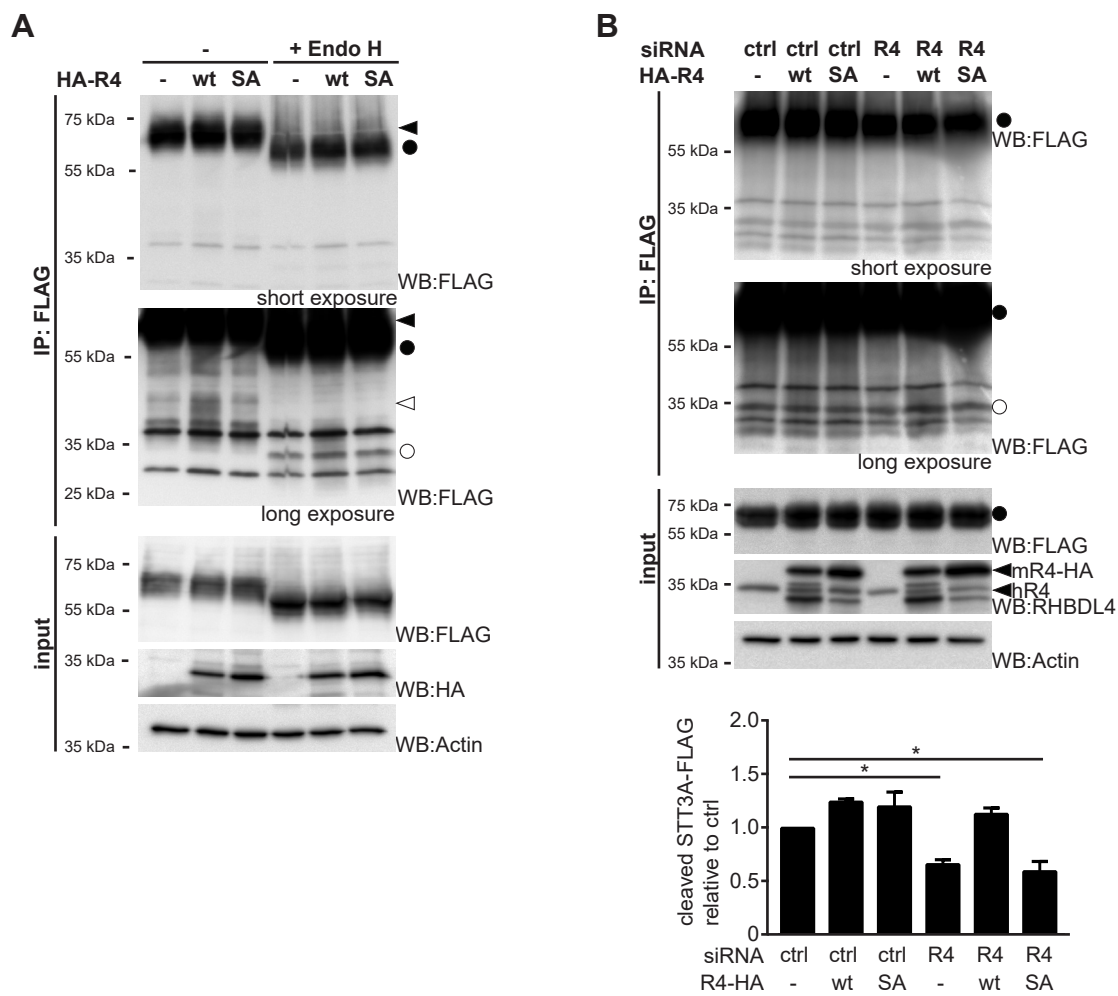 A
- + Endo H
HA-R4 - wt SA - wt SA
IP: FLAG
75 kDa
55 kDa
35 kDa
WB:FLAG
short exposure
55 kDa
35 kDa
25 kDa
WB:FLAG
long exposure
input
75 kDa
55 kDa
WB:FLAG
35 kDa
WB:HA
35 kDa
WB:Actin
B
siRNA ctrl ctrl ctrl R4 R4 R4
HA-R4 - wt SA - wt SA
IP: FLAG
55 kDa
35 kDa
WB:FLAG
short exposure
55 kDa
35 kDa
WB:FLAG
long exposure
input
75 kDa
55 kDa
WB:FLAG
35 kDa
mR4-HA
hR4
WB:RHBDL4
35 kDa
WB:Actin
cleaved STT3A-FLAG
relative to ctrl
2.0
1.5
1.0
0.5
0
*
*
siRNA ctrl ctrl ctrl R4 R4 R4
R4-HA - wt SA - wt SA